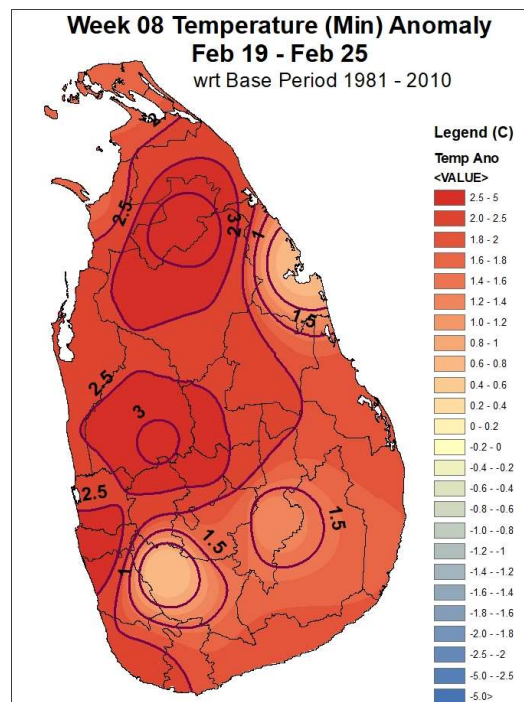 Week 08 Temperature (Min) Anomaly
Feb 19 - Feb 25
wrt Base Period 1981 - 2010
Legend (C)
Temp Ano
<VALUE>
2.5 - 5
2.0 - 2.5
1.8 - 2
1.6 - 1.8
1.4 - 1.6
1.2 - 1.4
1.0 - 1.2
0.8 - 1
0.6 - 0.8
0.4 - 0.6
0.2 - 0.4
0 - 0.2
-0.2 - 0
-0.4 - -0.2
-0.6 - -0.4
-0.8 - -0.6
-1.0 - -0.8
-1.2 - -1
-1.4 - -1.2
-1.6 - -1.4
-1.8 - -1.6
-2.0 - -1.8
-2.5 - -2
-5.0 - -2.5
-5.0>
2
2.5
1
1.5
2.5
3
2.5
1.5
1.5
1